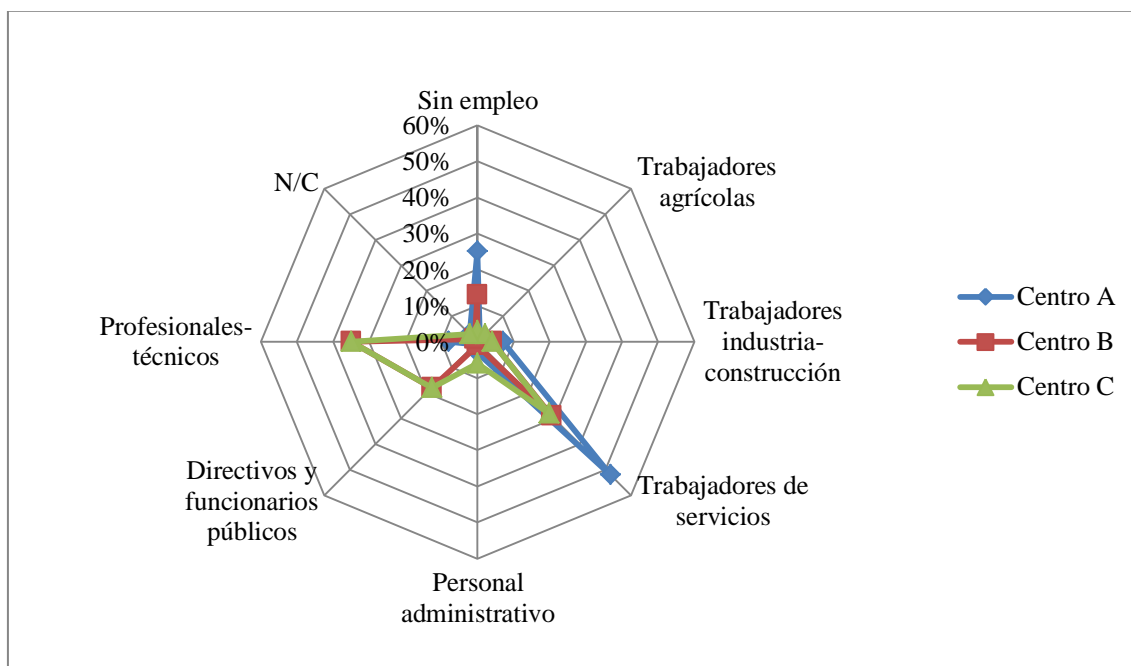 Sin empleo
60%
50%
40%
30%
20%
10%
0%
Trabajadores
agrícolas
Trabajadores
industria-
construcción
Trabajadores de
servicios
Personal
administrativo
Directivos y
funcionarios
públicos
Profesionales-
técnicos
N/C
Centro A
Centro B
Centro C